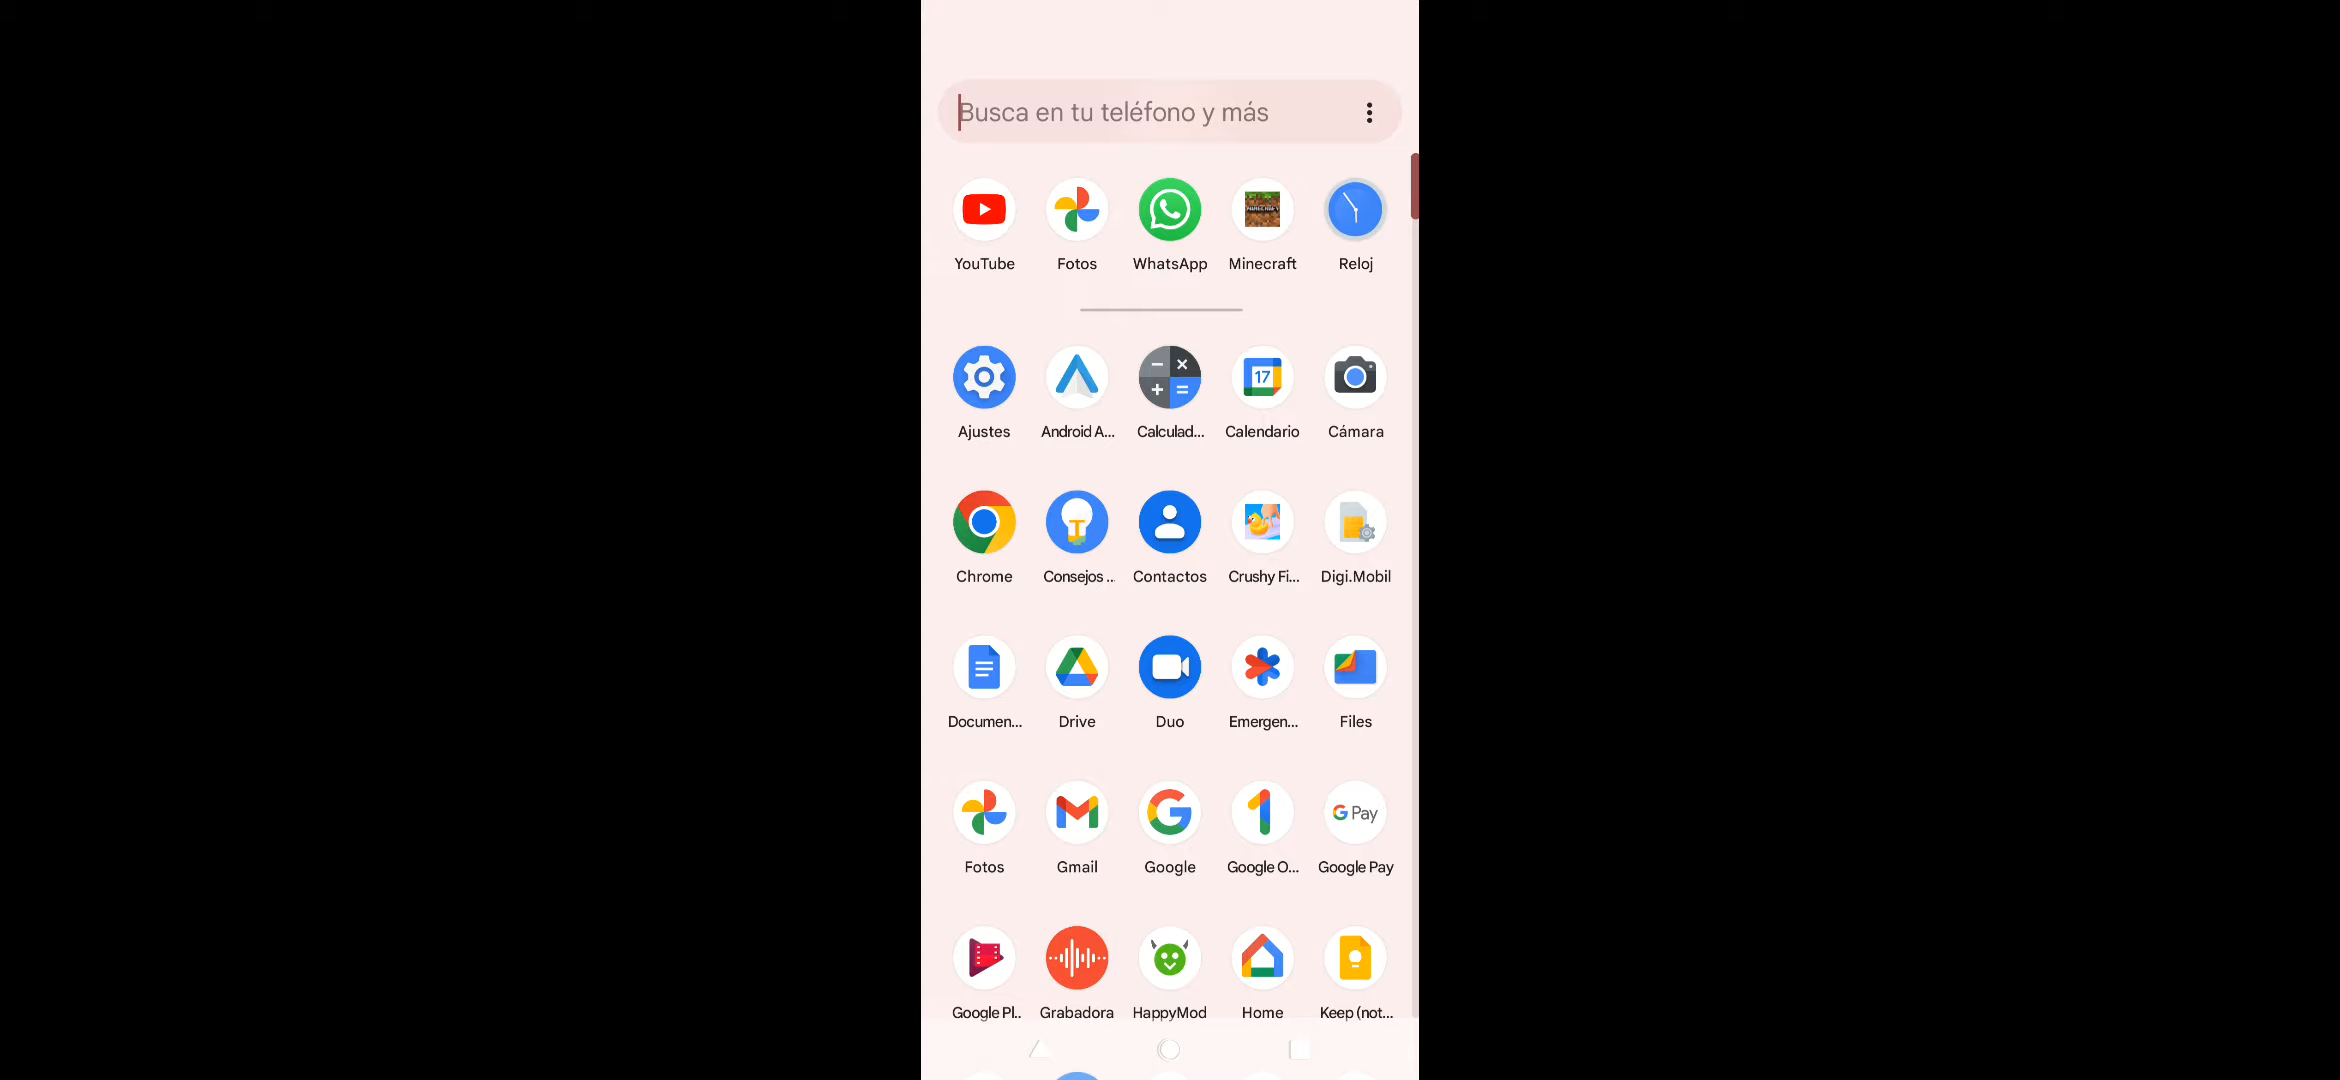 Busca en tu teléfono y más
YouTube Fotos WhatsApp Minecraft Reloj
17
Ajustes Android A... Calculad... Calendario Cámara
Chrome Consejos .. Contactos Crushy Fi... Digi.Mobil
Documen... Drive Duo Emergen... Files
G Pay
Fotos Gmail Google Google O... Google Pay
Google Pl.. Grabadora HappyMod Home Keep (not...